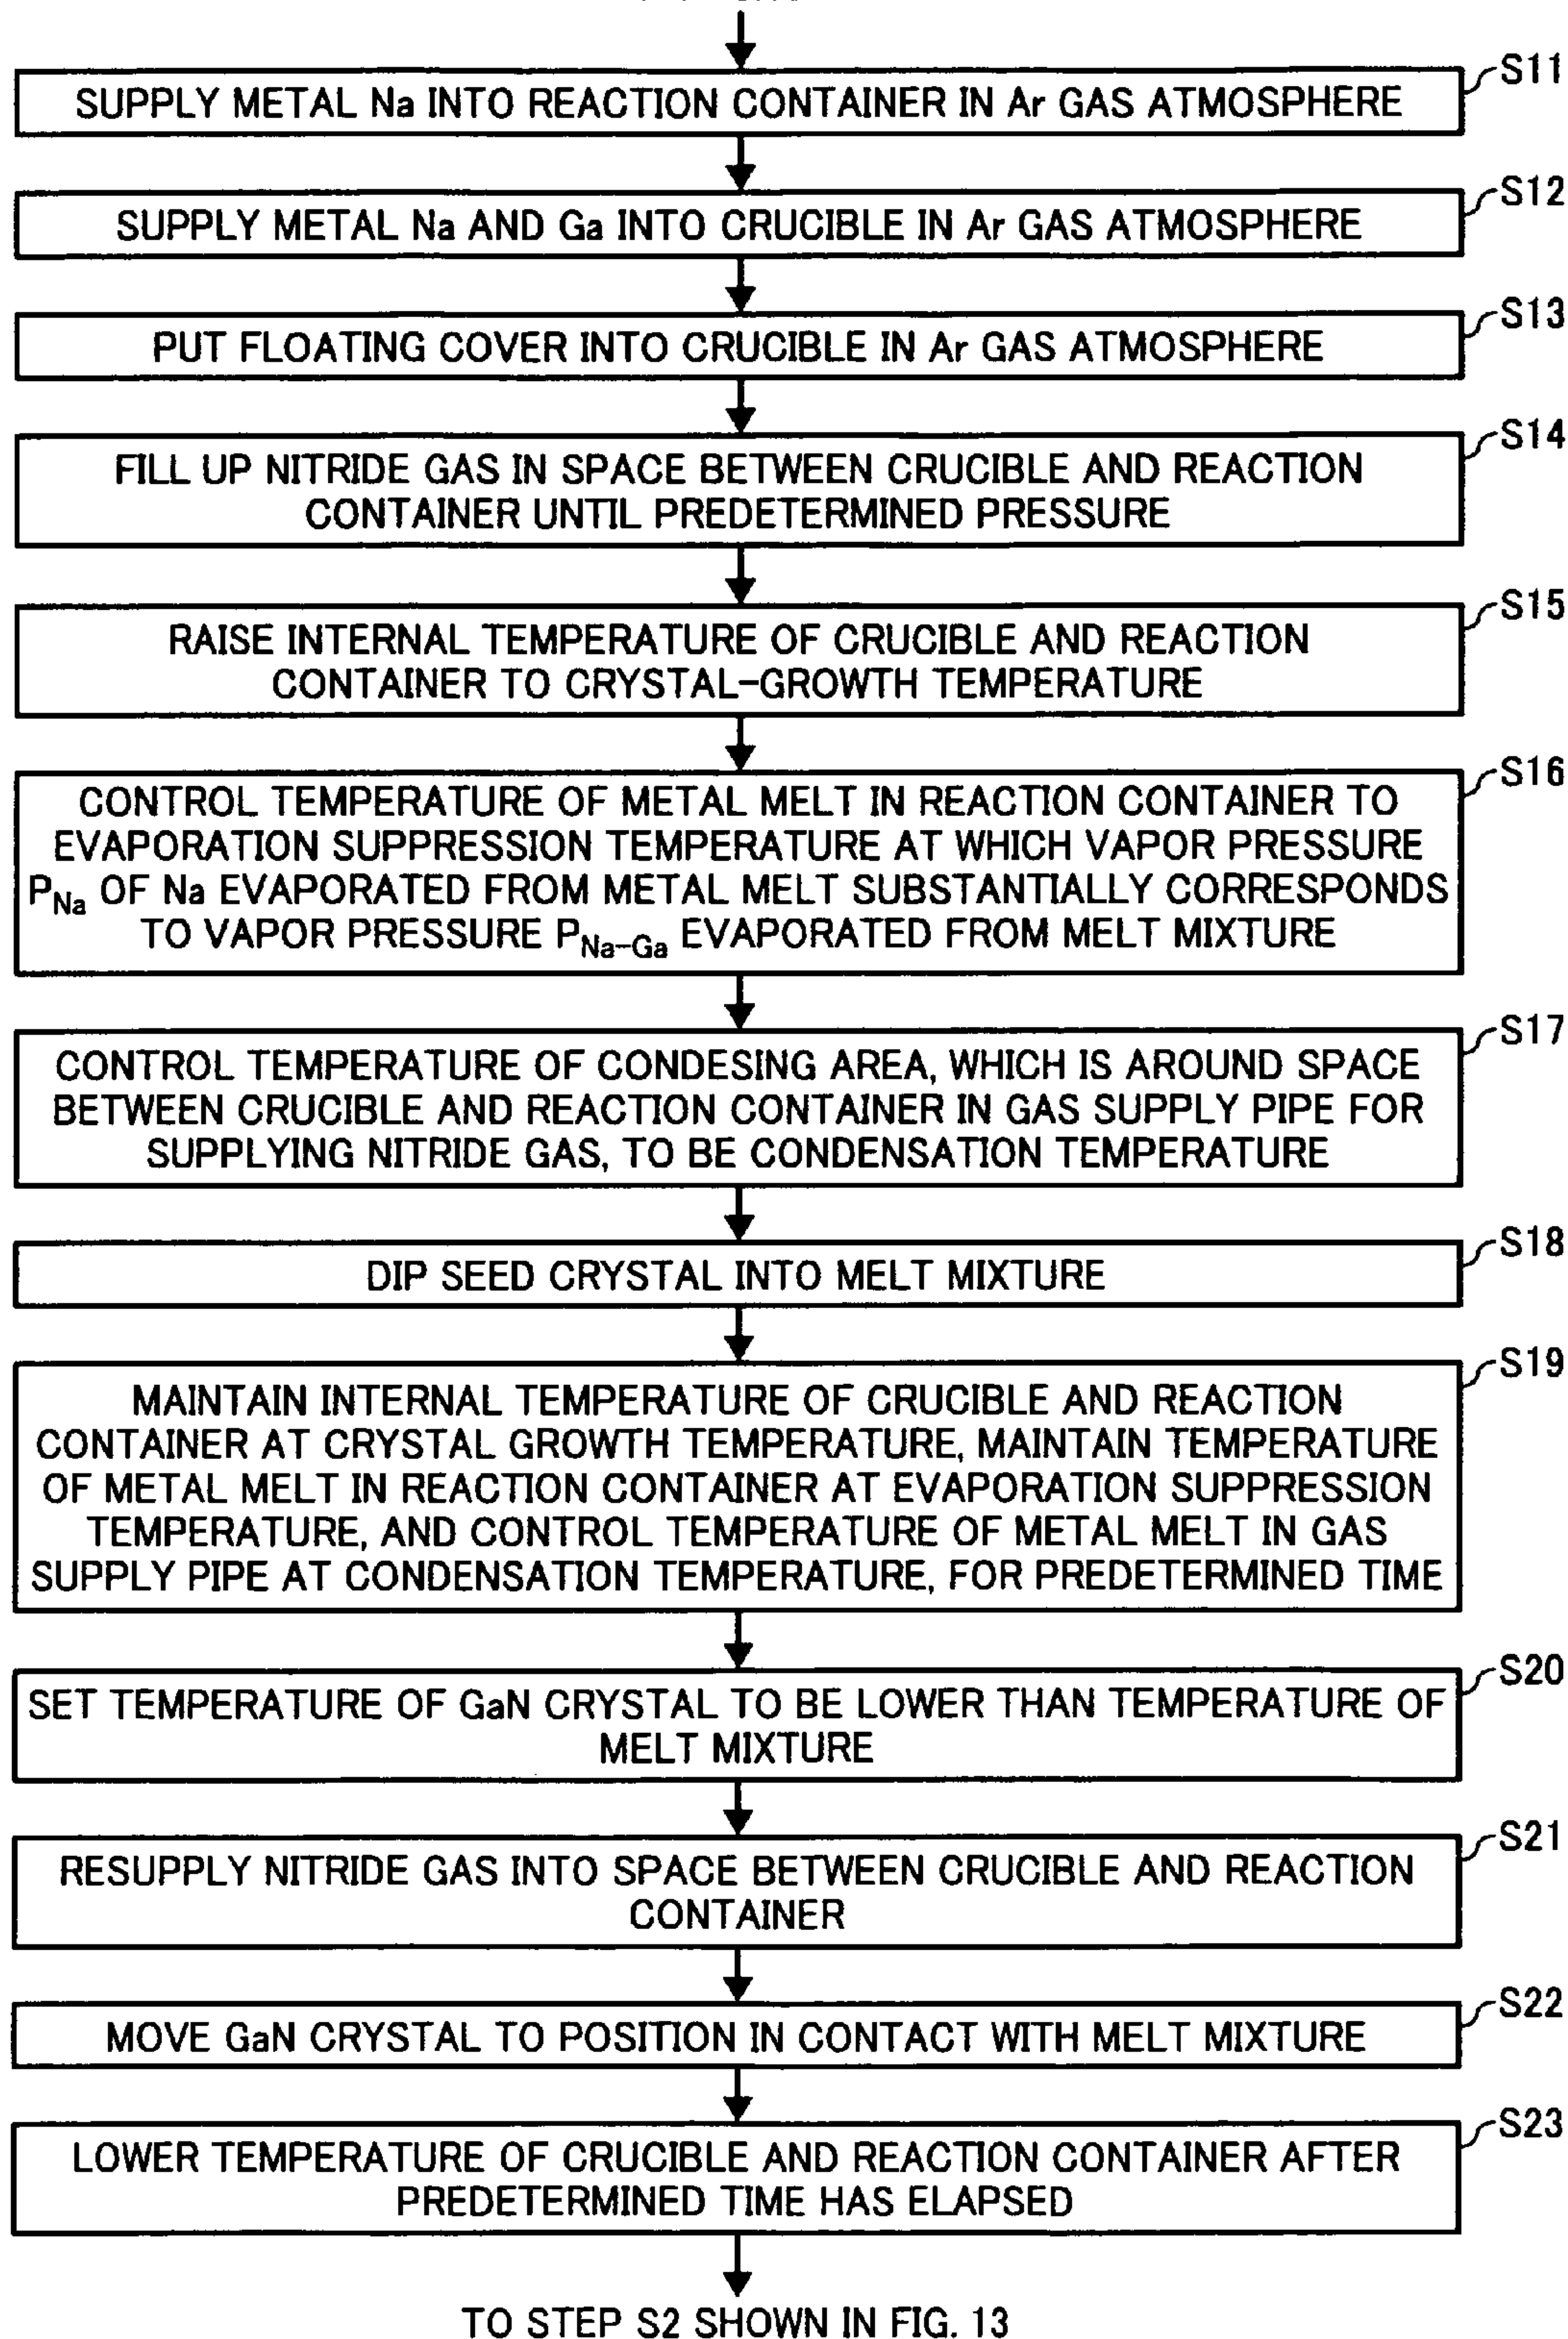 S11
SUPPLY METAL Na INTO REACTION CONTAINER IN Ar GAS ATMOSPHERE
S12
SUPPLY METAL Na AND Ga INTO CRUCIBLE IN Ar GAS ATMOSPHERE
S13
PUT FLOATING COVER INTO CRUCIBLE IN Ar GAS ATMOSPHERE
S14
FILL UP NITRIDE GAS IN SPACE BETWEEN CRUCIBLE AND REACTION
CONTAINER UNTIL PREDETERMINED PRESSURE
S15
RAISE INTERNAL TEMPERATURE OF CRUCIBLE AND REACTION
CONTAINER TO CRYSTAL-GROWTH TEMPERATURE
S16
CONTROL TEMPERATURE OF METAL MELT IN REACTION CONTAINER TO
EVAPORATION SUPPRESSION TEMPERATURE AT WHICH VAPOR PRESSURE
PNa OF Na EVAPORATED FROM METAL MELT SUBSTANTIALLY CORRESPONDS
TO VAPOR PRESSURE PNa-Ga EVAPORATED FROM MELT MIXTURE
S17
CONTROL TEMPERATURE OF CONDESING AREA, WHICH IS AROUND SPACE
BETWEEN CRUCIBLE AND REACTION CONTAINER IN GAS SUPPLY PIPE FOR
SUPPLYING NITRIDE GAS, TO BE CONDENSATION TEMPERATURE
S18
DIP SEED CRYSTAL INTO MELT MIXTURE
S19
MAINTAIN INTERNAL TEMPERATURE OF CRUCIBLE AND REACTION
CONTAINER AT CRYSTAL GROWTH TEMPERATURE, MAINTAIN TEMPERATURE
OF METAL MELT IN REACTION CONTAINER AT EVAPORATION SUPPRESSION
TEMPERATURE, AND CONTROL TEMPERATURE OF METAL MELT IN GAS
SUPPLY PIPE AT CONDENSATION TEMPERATURE, FOR PREDETERMINED TIME
S20
SET TEMPERATURE OF GaN CRYSTAL TO BE LOWER THAN TEMPERATURE OF
MELT MIXTURE
S21
RESUPPLY NITRIDE GAS INTO SPACE BETWEEN CRUCIBLE AND REACTION
CONTAINER
S22
MOVE GaN CRYSTAL TO POSITION IN CONTACT WITH MELT MIXTURE
S23
LOWER TEMPERATURE OF CRUCIBLE AND REACTION CONTAINER AFTER
PREDETERMINED TIME HAS ELAPSED
TO STEP S2 SHOWN IN FIG. 13